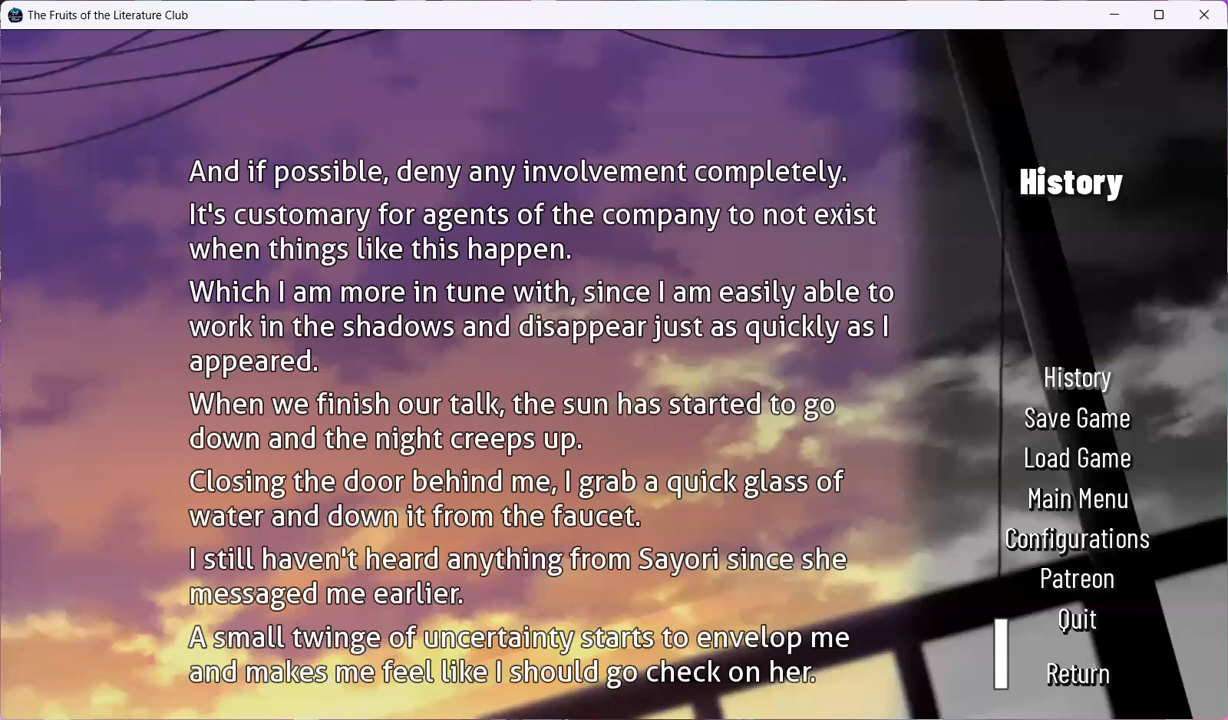 The Fruits of the Literature Club
And if possible, deny any involvement completely.
It's customary for agents of the company to not exist
when things like this happen.
Which I am more in tune with, since I am easily able to
work in the shadows and disappear just as quickly as I
appeared.
When we finish our talk, the sun has started to go
down and the night creeps up.
Closing the door behind me, I grab a quick glass of
water and down it from the faucet.
I still haven't heard anything from Sayori since she
messaged me earlier.
A small twinge of uncertainty starts to envelop me
and makes me feel like I should go check on her.
History
History
Save Game
Load Game
Main Menu
Configurations
Patreon
Quit
Return